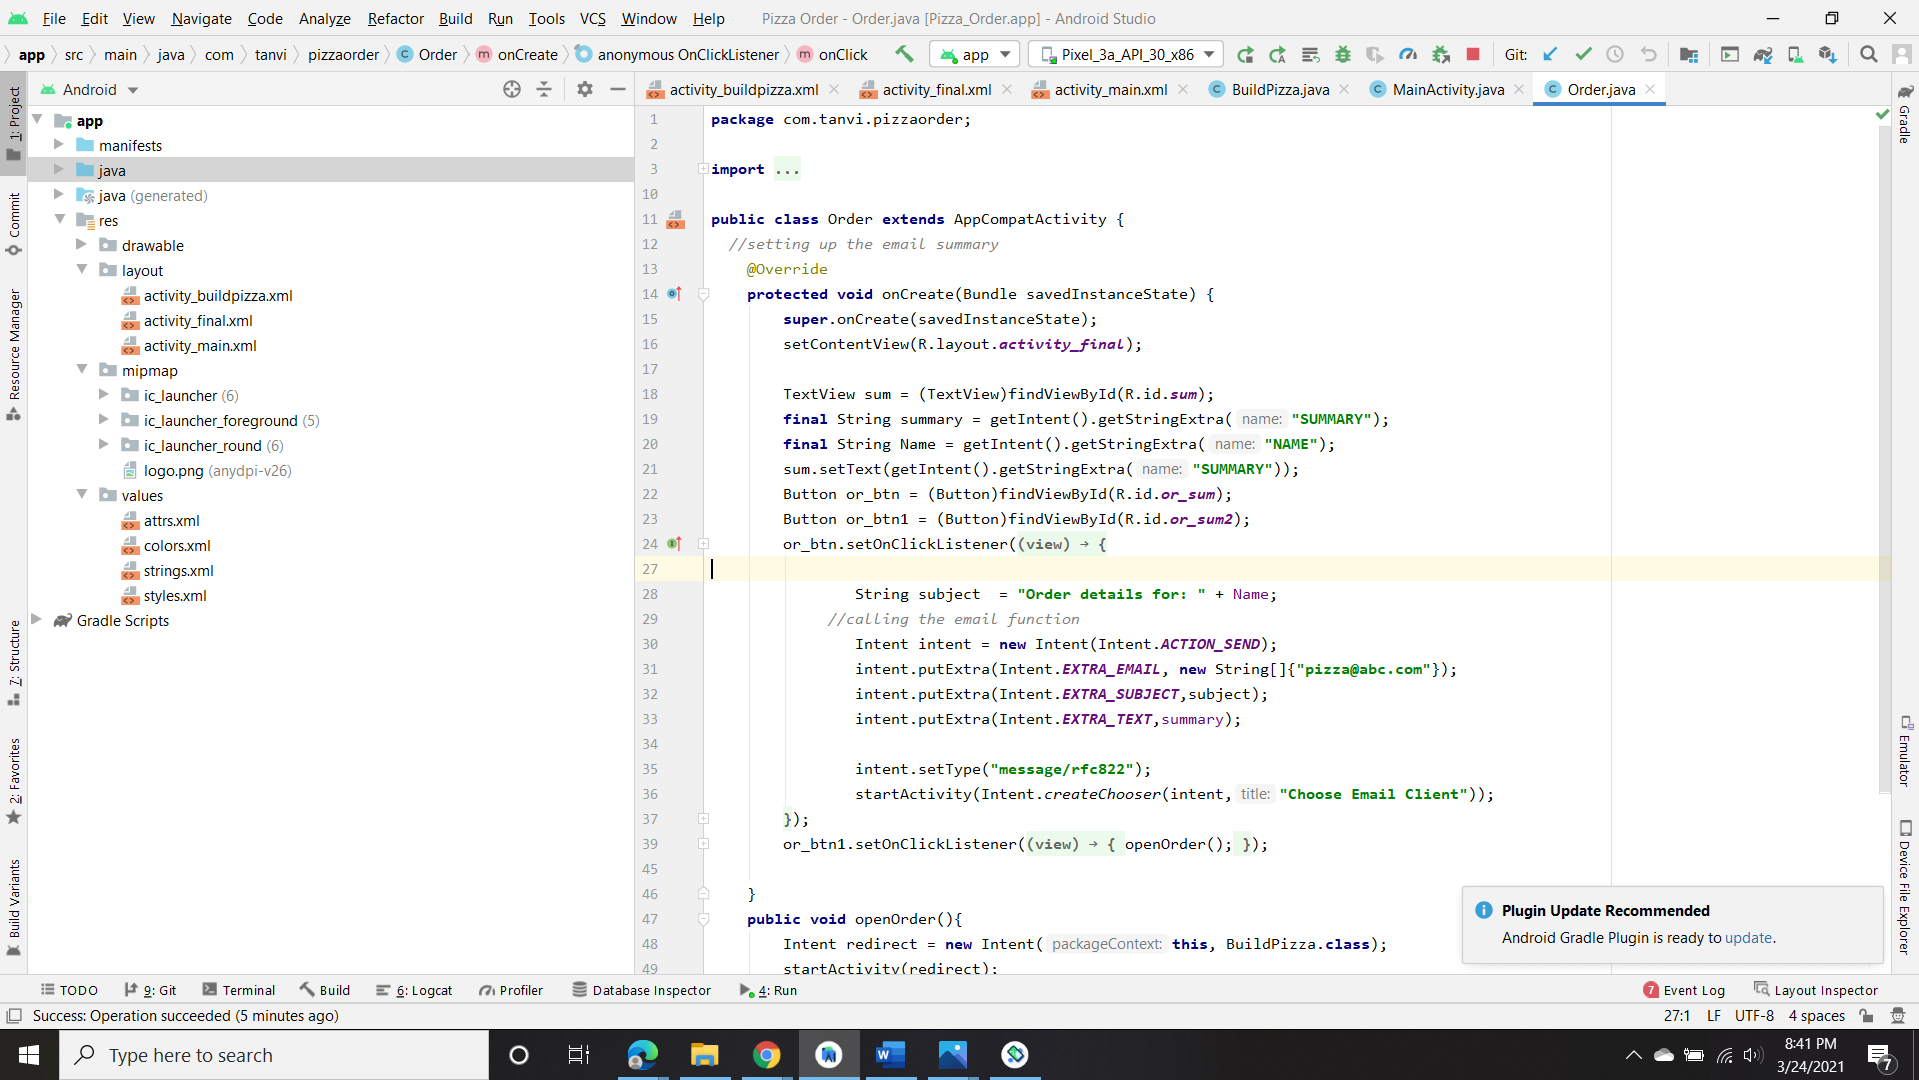 File Edit View Navigate Code Analyze Refactor Build Run Tools VCS Window Help Pizza Order - Order.java [Pizza_Order.app] - Android Studio
app src main java com tanvi pizzaorder Order onCreate anonymous OnClickListener onClick app Pixel_3a_API_30_x86 Git:
Android
activity_buildpizza.xml activity_final.xml activity_main.xml BuildPizza.java MainActivity.java Order.java
1: Project
Commit
Resource Manager
7: Structure
2: Favorites
Build Variants
app
manifests
java
java (generated)
res
drawable
layout
activity_buildpizza.xml
activity_final.xml
activity_main.xml
mipmap
ic_launcher (6)
ic_launcher_foreground (5)
ic_launcher_round (6)
logo.png (anydpi-v26)
values
attrs.xml
colors.xml
strings.xml
styles.xml
Gradle Scripts
1 package com.tanvi.pizzaorder;
2
3 import ...
10
11 public class Order extends AppCompatActivity {
12 //setting up the email summary
13 @Override
14 protected void onCreate(Bundle savedInstanceState) {
15 super.onCreate(savedInstanceState);
16 setContentView(R.layout.activity_final);
17
18 TextView sum = (TextView)findViewById(R.id.sum);
19 final String summary = getIntent().getStringExtra( name: "SUMMARY");
20 final String Name = getIntent().getStringExtra( name: "NAME");
21 sum.setText(getIntent().getStringExtra( name: "SUMMARY"));
22 Button or_btn = (Button)findViewById(R.id.or_sum);
23 Button or_btn1 = (Button)findViewById(R.id.or_sum2);
24 or_btn.setOnClickListener((view) → {
27
28 String subject  = "Order details for: " + Name;
29 //calling the email function
30 Intent intent = new Intent(Intent.ACTION_SEND);
31 intent.putExtra(Intent.EXTRA_EMAIL, new String[]{"pizza@abc.com"});
32 intent.putExtra(Intent.EXTRA_SUBJECT,subject);
33 intent.putExtra(Intent.EXTRA_TEXT,summary);
34
35 intent.setType("message/rfc822");
36 startActivity(Intent.createChooser(intent, title: "Choose Email Client"));
37 });
39 or_btn1.setOnClickListener((view) → { openOrder(); });
45
46 }
47 public void openOrder(){
48 Intent redirect = new Intent( packageContext: this, BuildPizza.class);
49 startActivity(redirect);
Gradle
Emulator
Device File Explorer
Plugin Update Recommended
Android Gradle Plugin is ready to update.
TODO 9: Git Terminal Build 6: Logcat Profiler Database Inspector 4: Run 7 Event Log Layout Inspector
Success: Operation succeeded (5 minutes ago) 27:1 LF UTF-8 4 spaces
Type here to search
8:41 PM
3/24/2021
7